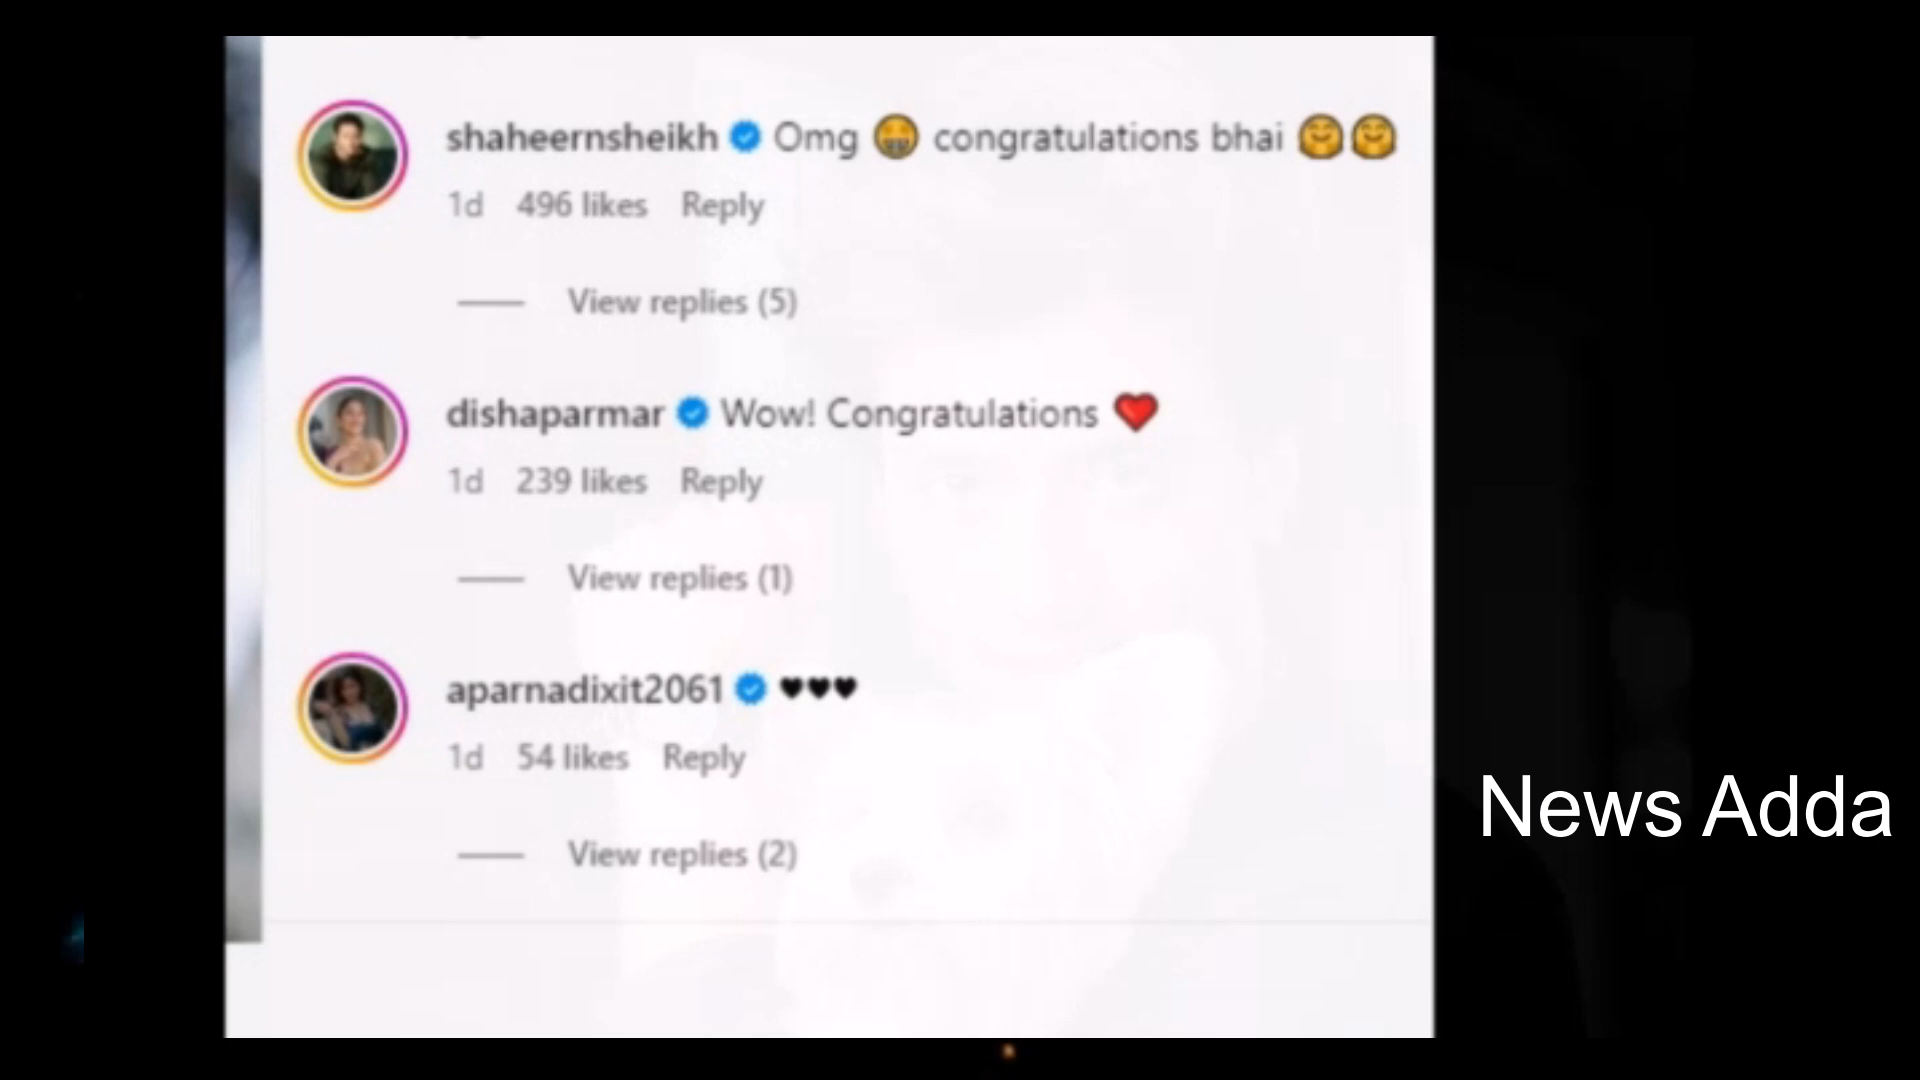 shaheernsheikh Omg 🤩 congratulations bhai 🤗🤗
1d 496 likes Reply
View replies (5)
dishaparmar Wow! Congratulations ❤️
1d 239 likes Reply
View replies (1)
aparnadixit2061 ♥♥♥
1d 54 likes Reply
View replies (2)
News Adda